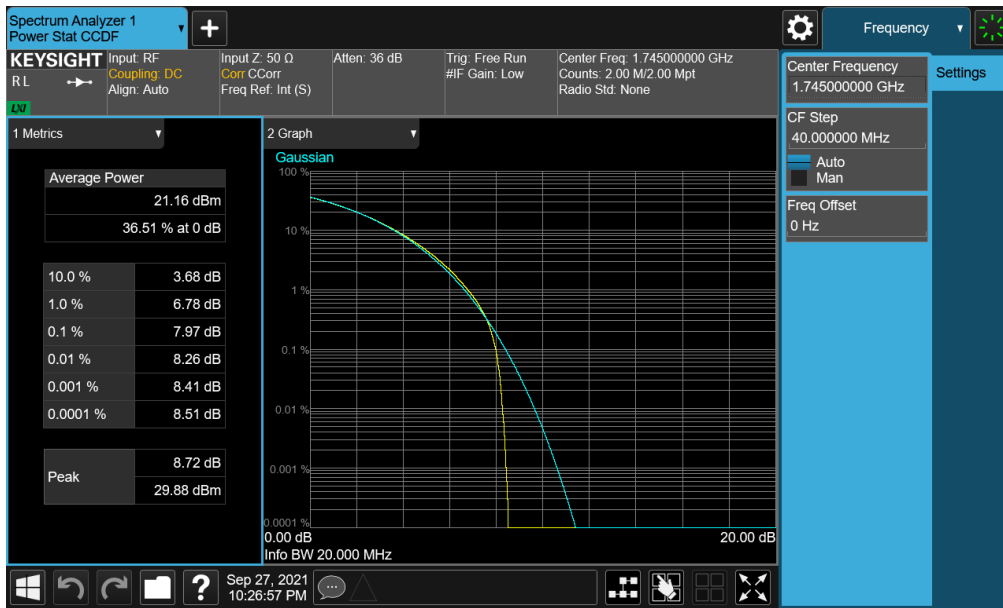 Spectrum Analyzer 1
Power Stat CCDF
Frequency
KEYSIGHT
RL
LXI
Input: RF
Coupling: DC
Align: Auto
Input Z: 50 Ω
Corr CCorr
Freq Ref: Int (S)
Atten: 36 dB
Trig: Free Run
#IF Gain: Low
Center Freq: 1.745000000 GHz
Counts: 2.00 M/2.00 Mpt
Radio Std: None
Center Frequency
1.745000000 GHz
Settings
CF Step
40.000000 MHz
Auto
Man
Freq Offset
0 Hz
1 Metrics
Average Power
21.16 dBm
36.51 % at 0 dB
10.0 % 3.68 dB
1.0 % 6.78 dB
0.1 % 7.97 dB
0.01 % 8.26 dB
0.001 % 8.41 dB
0.0001 % 8.51 dB
Peak
8.72 dB
29.88 dBm
2 Graph
Gaussian
100 %
10 %
1 %
0.1 %
0.01 %
0.001 %
0.0001 %
0.00 dB
20.00 dB
Info BW 20.000 MHz
?
Sep 27, 2021
10:26:57 PM